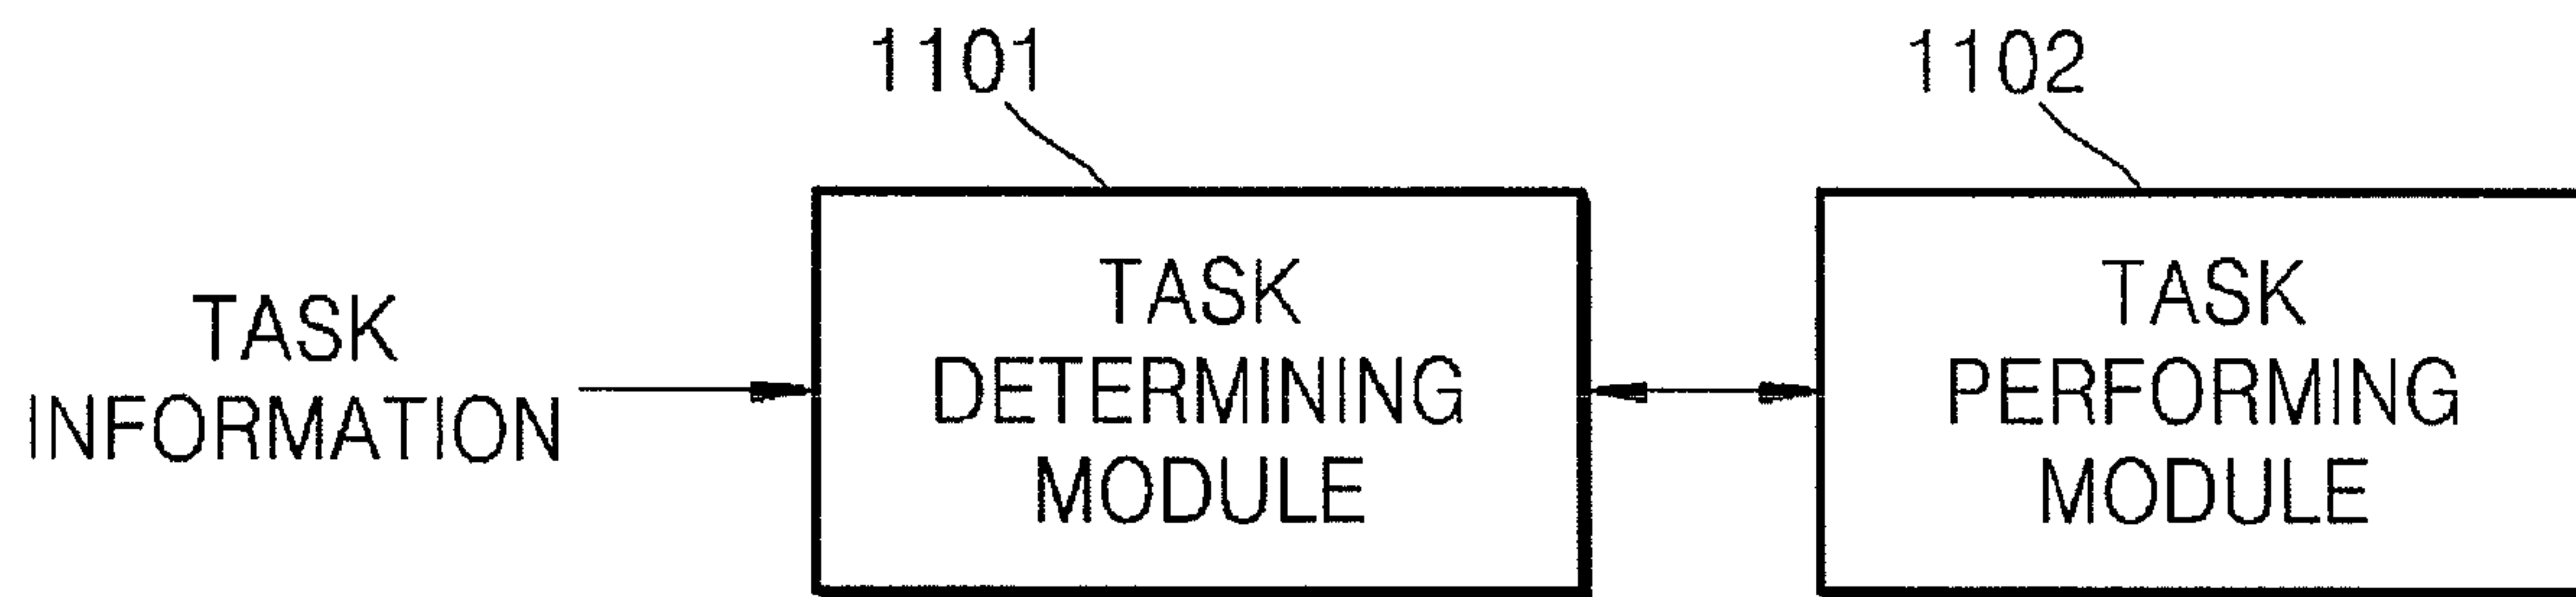 1101
1102
TASK
INFORMATION
TASK
DETERMINING
MODULE
TASK
PERFORMING
MODULE